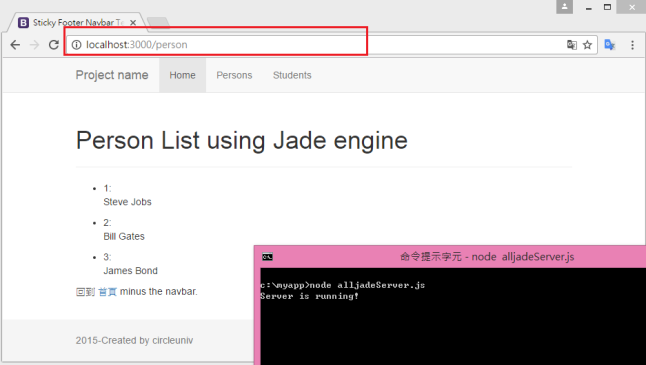 Sticky Footer Navbar Te
localhost:3000/person
Project name Home Persons Students
Person List using Jade engine
1:
Steve Jobs
2:
Bill Gates
3:
James Bond
回到 首頁 minus the navbar.
2015-Created by circleuniv
命令提示字元 - node alljadeServer.js
c:\myapp>node alljadeServer.js
Server is running!